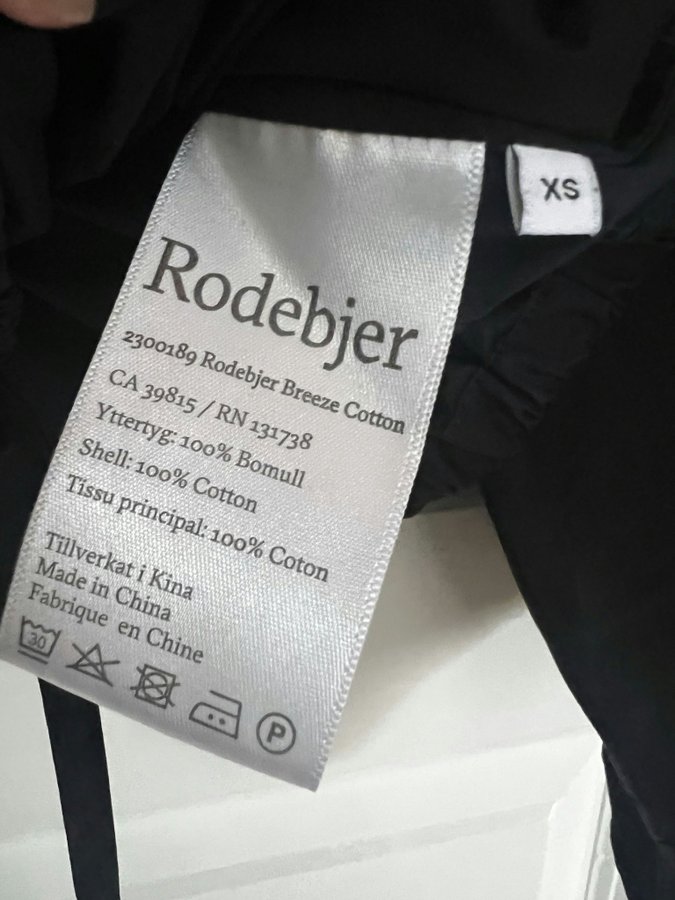 Rodebjer
XS
2300189 Rodebjer Breeze Cotton
CA 39815 / RN 131738
Yttertyg: 100% Bomull
Shell: 100% Cotton
Tissu principal: 100% Coton
Tillverkat i Kina
Made in China
Fabrique en Chine
30
P